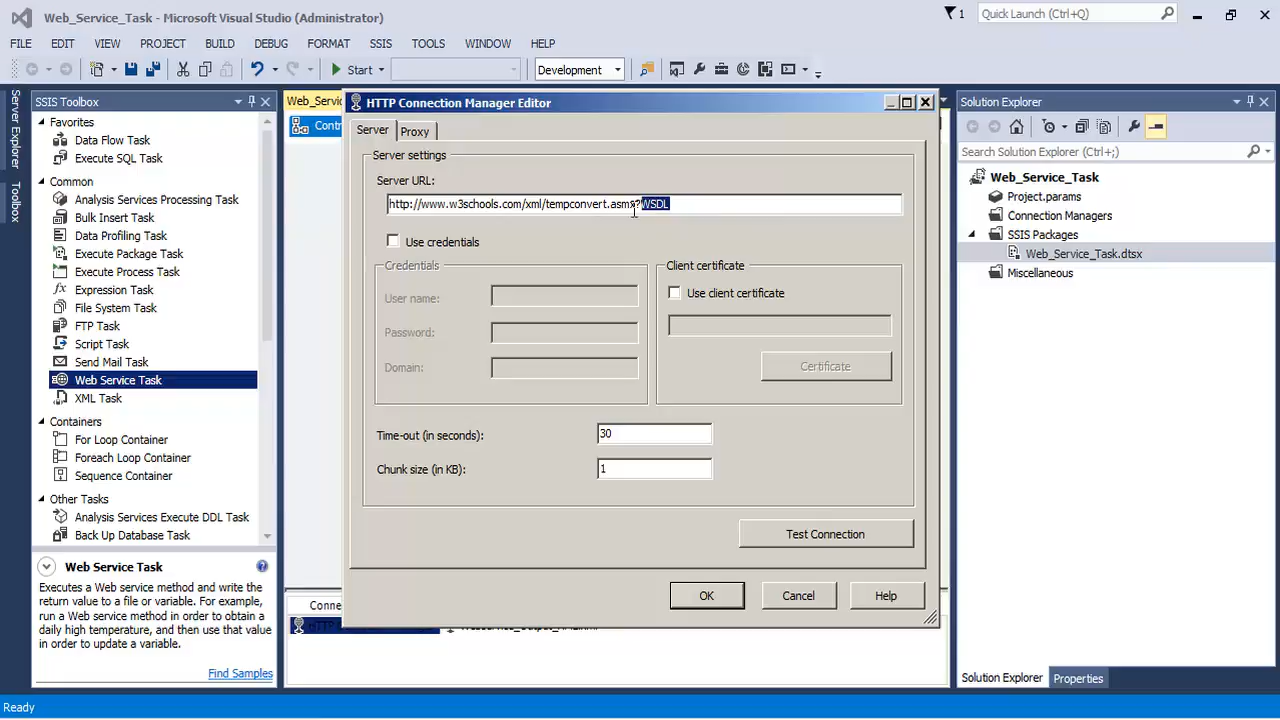 Web_Service_Task - Microsoft Visual Studio (Administrator)
1
Quick Launch (Ctrl+Q)
FILE EDIT VIEW PROJECT BUILD DEBUG FORMAT SSIS TOOLS WINDOW HELP
Start
Development
Server Explorer
Toolbox
SSIS Toolbox
Favorites
Data Flow Task
Execute SQL Task
Common
Analysis Services Processing Task
Bulk Insert Task
Data Profiling Task
Execute Package Task
Execute Process Task
Expression Task
File System Task
FTP Task
Script Task
Send Mail Task
Web Service Task
XML Task
Containers
For Loop Container
Foreach Loop Container
Sequence Container
Other Tasks
Analysis Services Execute DDL Task
Back Up Database Task
Web Service Task
Executes a Web service method and write the
return value to a file or variable. For example,
run a Web service method in order to obtain a
daily high temperature, and then use that value
in order to update a variable.
Find Samples
Web_Servic
Contr
HTTP Connection Manager Editor
Server
Proxy
Server settings
Server URL:
http://www.w3schools.com/xml/tempconvert.asmx?WSDL
Use credentials
Credentials
User name:
Password:
Domain:
Client certificate
Use client certificate
Certificate
Time-out (in seconds):
30
Chunk size (in KB):
1
Test Connection
OK
Cancel
Help
Conne
Solution Explorer
Search Solution Explorer (Ctrl+;)
Web_Service_Task
Project.params
Connection Managers
SSIS Packages
Web_Service_Task.dtsx
Miscellaneous
Solution Explorer
Properties
Ready